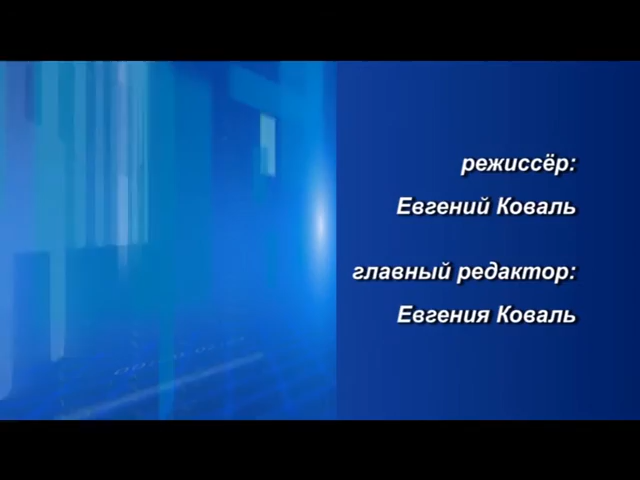 режиссёр:
Евгений Коваль
главный редактор:
Евгения Коваль